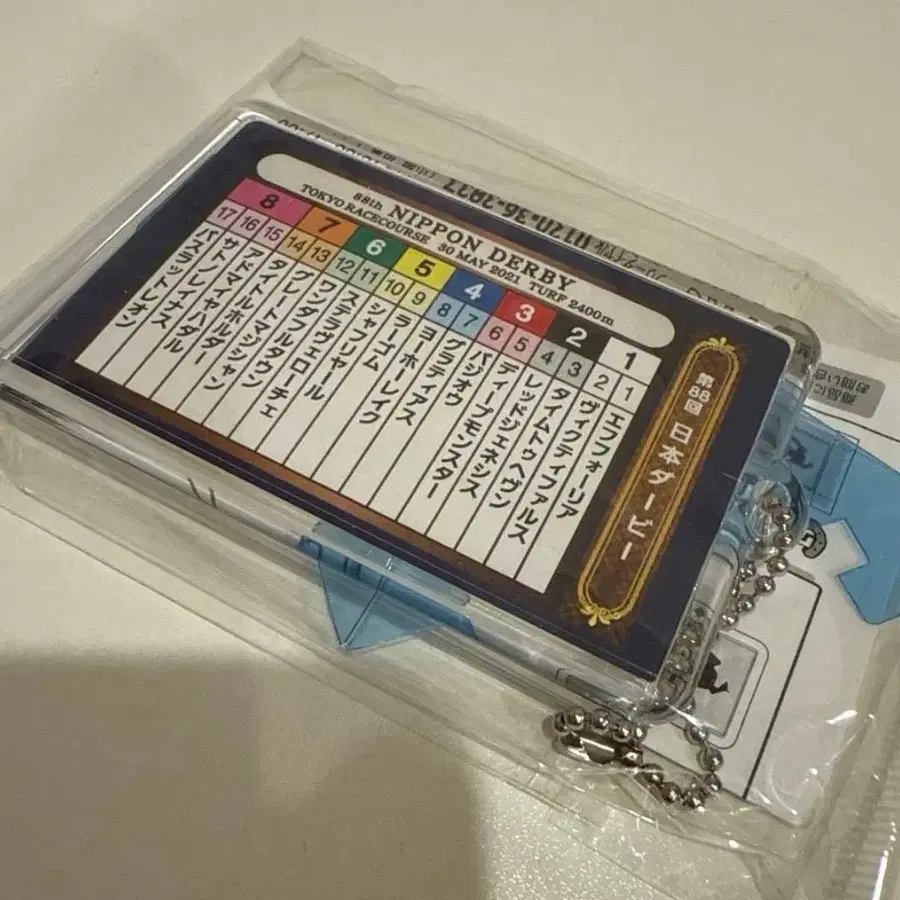 第88回 日本ダービー
88th NIPPON DERBY
TOKYO RACECOURSE 30 MAY 2021 TURF 2400m
8 7 6 5 4 3 2 1
17 16 15 14 13 12 11 10 9 8 7 6 5 4 3 2 1
エフフォーリア
ヴィクティファルス
タイムトゥヘヴン
レッドジェネシス
ディープモンスター
バジオウ
グラティアス
ヨーホーレイク
ラーゴム
シャフリヤール
ステラヴェローチェ
ワンダフルタウン
グレートマジシャン
タイトルホルダー
アドマイヤハダル
サトノレイナス
バスラットレオン
商品に
お問い合